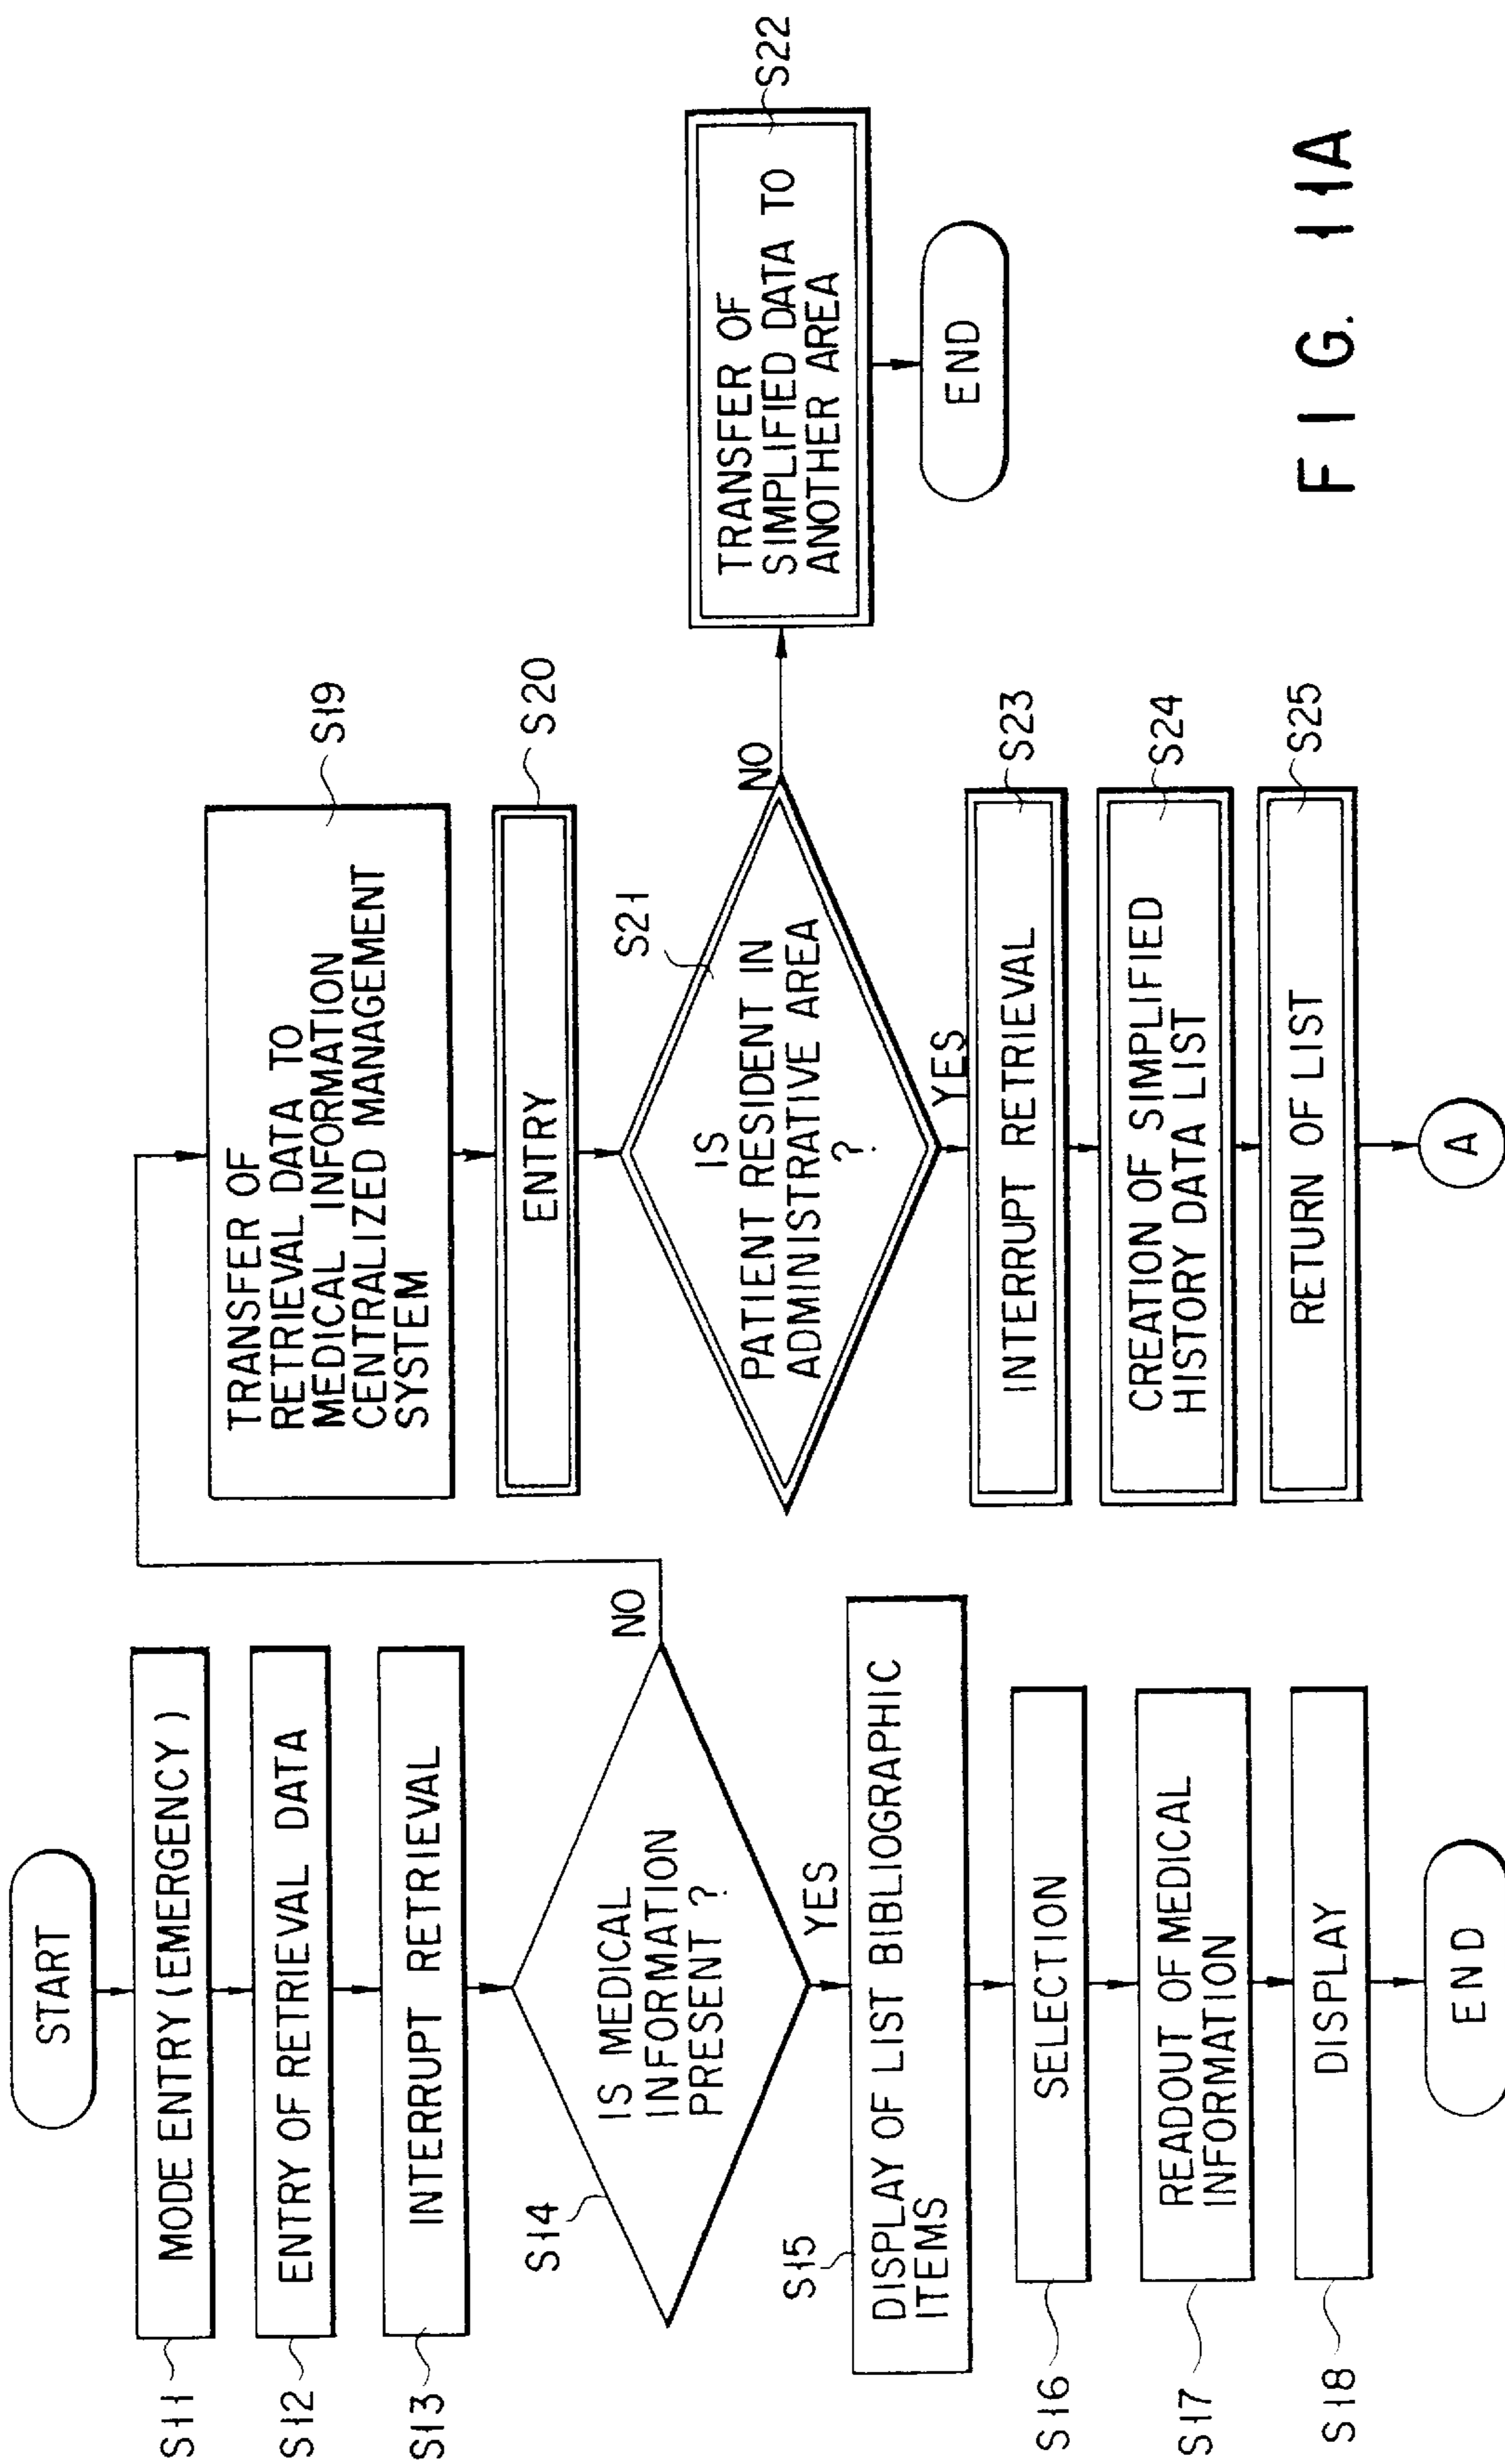 START
S11
MODE ENTRY (EMERGENCY)
S12
ENTRY OF RETRIEVAL DATA
S13
INTERRUPT RETRIEVAL
S14
IS MEDICAL
INFORMATION
PRESENT ?
NO
YES
S15
DISPLAY OF LIST BIBLIOGRAPHIC
ITEMS
S16
SELECTION
S17
READOUT OF MEDICAL
INFORMATION
S18
DISPLAY
END
TRANSFER OF
RETRIEVAL DATA TO
MEDICAL INFORMATION
CENTRALIZED MANAGEMENT
SYSTEM
S19
ENTRY
S20
S21
IS
PATIENT RESIDENT IN
ADMINISTRATIVE AREA
?
NO
YES
TRANSFER OF
SIMPLIFIED DATA TO
ANOTHER AREA
S22
END
INTERRUPT RETRIEVAL
S23
CREATION OF SIMPLIFIED
HISTORY DATA LIST
S24
RETURN OF LIST
S25
A
FIG. 11A